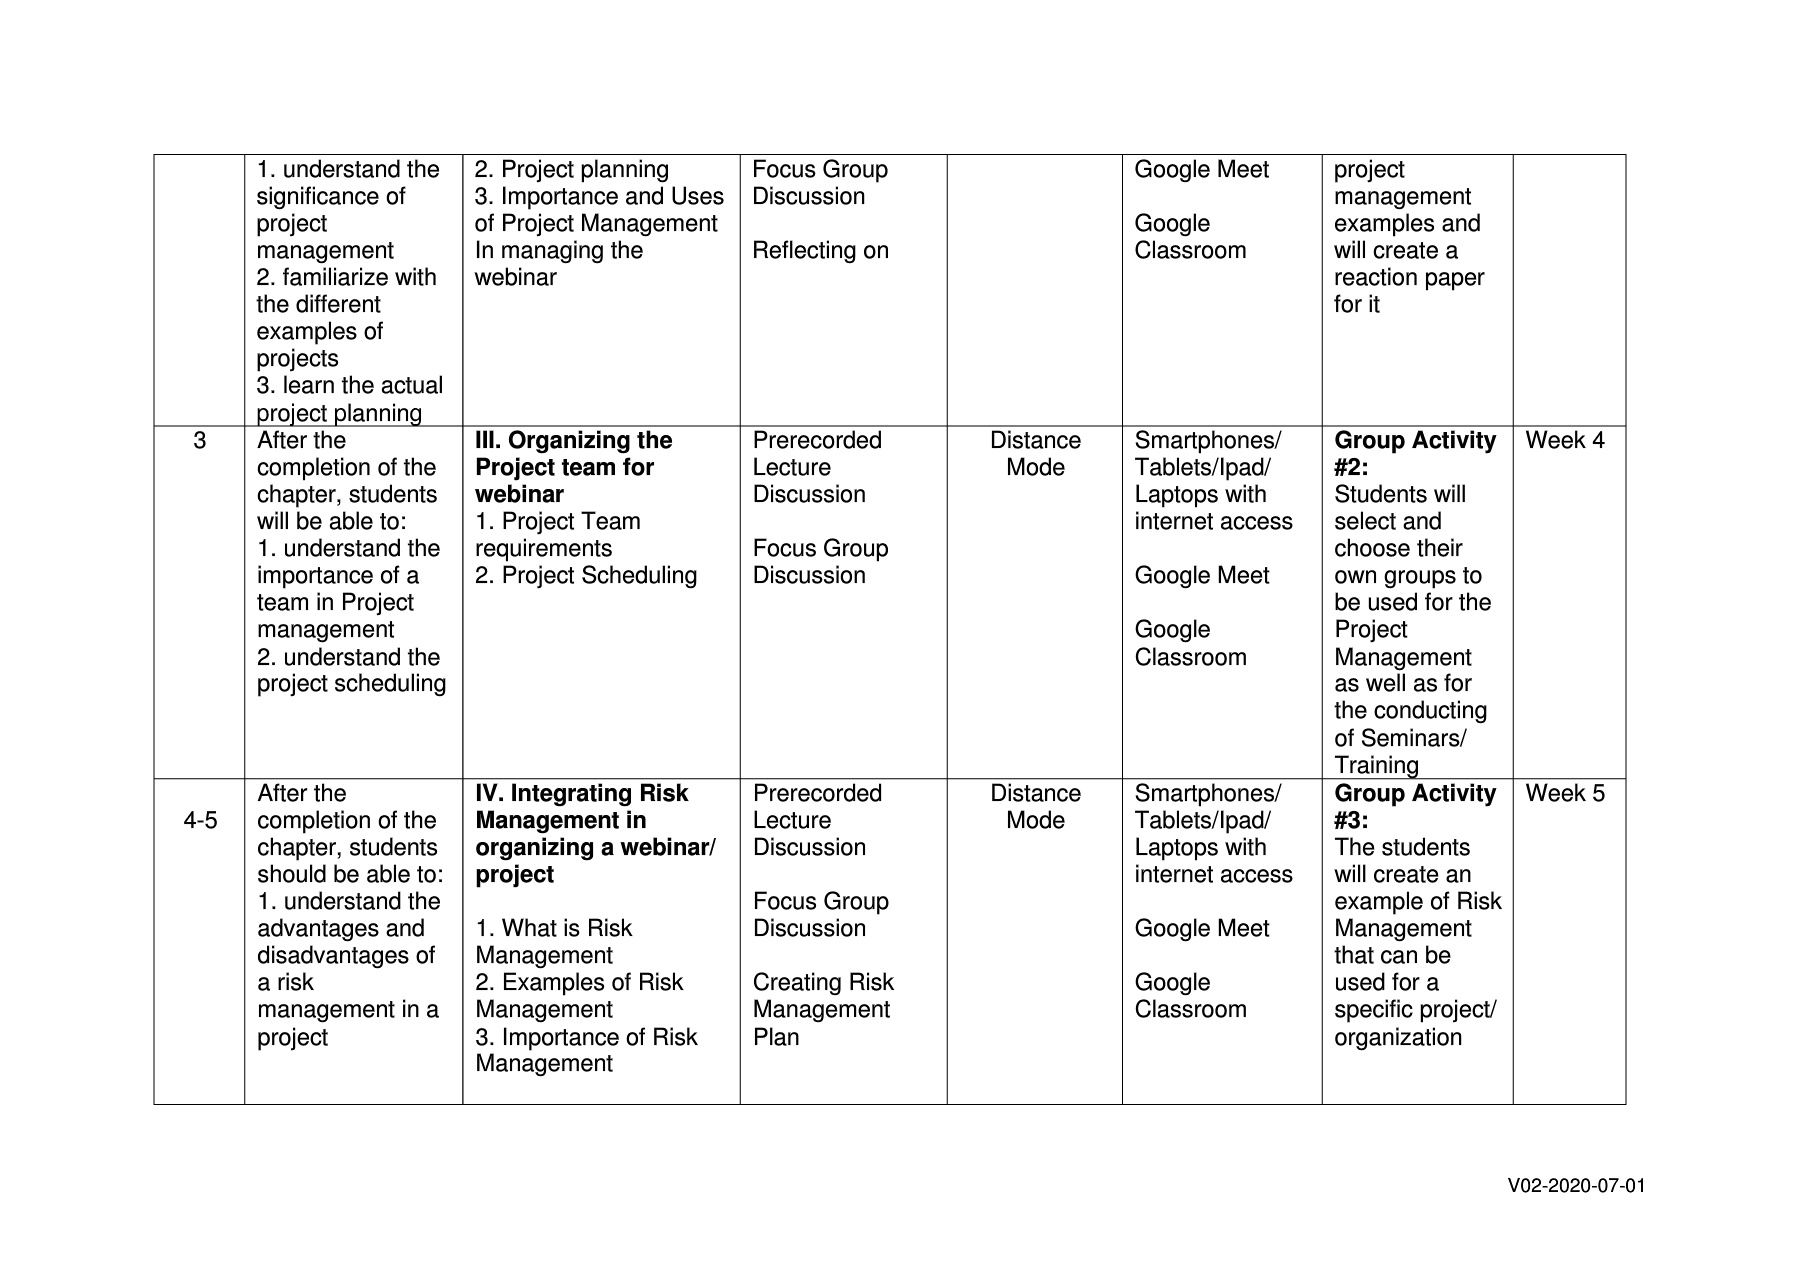 1. understand the
significance of
project
management
2. familiarize with
the different
examples of
projects
3. learn the actual
project planning
2. Project planning
3. Importance and Uses
of Project Management
In managing the
webinar
Focus Group
Discussion
Reflecting on
Google Meet
Google
Classroom
project
management
examples and
will create a
reaction paper
for it
3
After the
completion of the
chapter, students
will be able to:
1. understand the
importance of a
team in Project
management
2. understand the
project scheduling
III. Organizing the
Project team for
webinar
1. Project Team
requirements
2. Project Scheduling
Prerecorded
Lecture
Discussion
Focus Group
Discussion
Distance
Mode
Smartphones/
Tablets/Ipad/
Laptops with
internet access
Google Meet
Google
Classroom
Group Activity
#2:
Students will
select and
choose their
own groups to
be used for the
Project
Management
as well as for
the conducting
of Seminars/
Training
Week 4
4-5
After the
completion of the
chapter, students
should be able to:
1. understand the
advantages and
disadvantages of
a risk
management in a
project
IV. Integrating Risk
Management in
organizing a webinar/
project
1. What is Risk
Management
2. Examples of Risk
Management
3. Importance of Risk
Management
Prerecorded
Lecture
Discussion
Focus Group
Discussion
Creating Risk
Management
Plan
Distance
Mode
Smartphones/
Tablets/Ipad/
Laptops with
internet access
Google Meet
Google
Classroom
Group Activity
#3:
The students
will create an
example of Risk
Management
that can be
used for a
specific project/
organization
Week 5
V02-2020-07-01